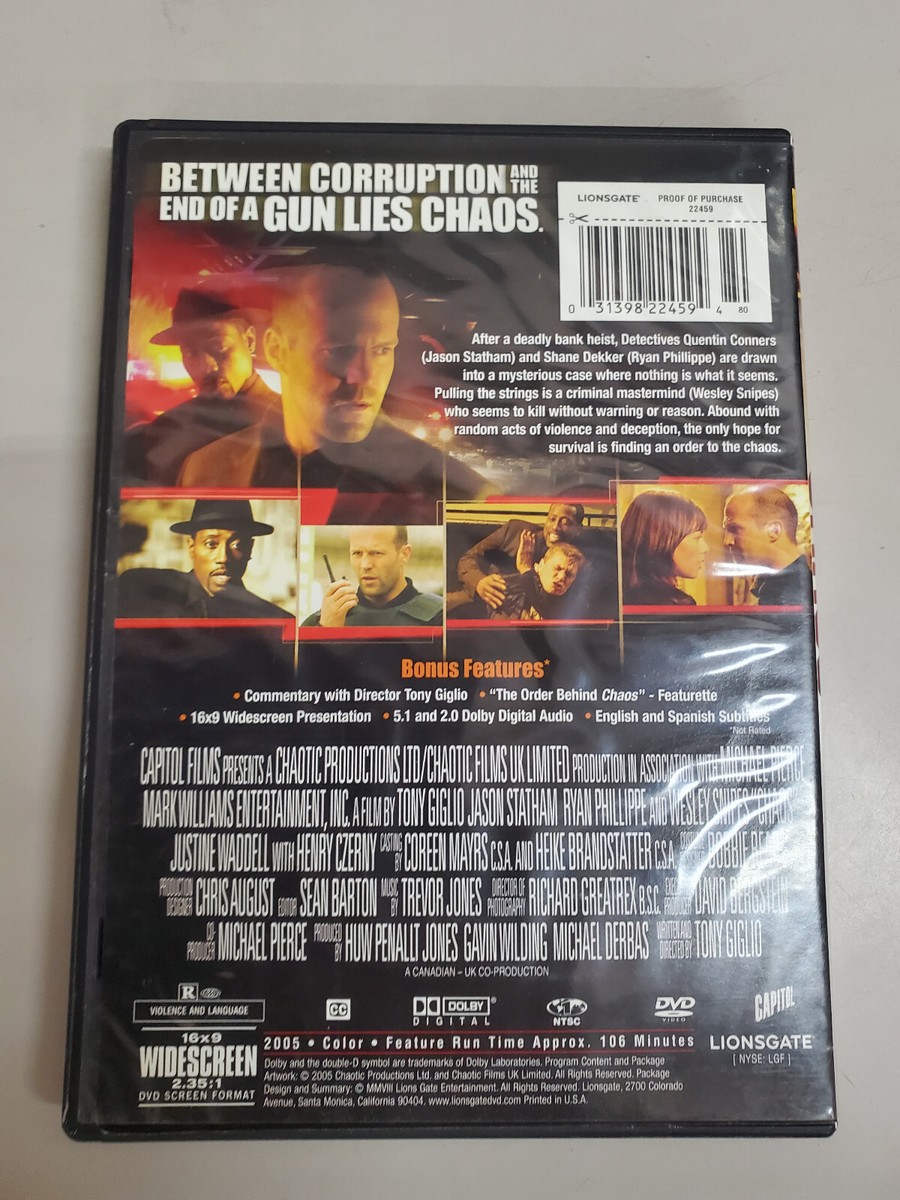 BETWEEN CORRUPTION AND THE
END OF A GUN LIES CHAOS.
LIONSGATE PROOF OF PURCHASE
22459
0 31398 22459 4 80
After a deadly bank heist, Detectives Quentin Conners
(Jason Statham) and Shane Dekker (Ryan Phillippe) are drawn
into a mysterious case where nothing is what it seems.
Pulling the strings is a criminal mastermind (Wesley Snipes)
who seems to kill without warning or reason. Abound with
random acts of violence and deception, the only hope for
survival is finding an order to the chaos.
Bonus Features*
• Commentary with Director Tony Giglio • "The Order Behind Chaos" - Featurette
• 16x9 Widescreen Presentation • 5.1 and 2.0 Dolby Digital Audio • English and Spanish Subtitles
*Not Rated
CAPITOL FILMS PRESENTS A CHAOTIC PRODUCTIONS LTD/CHAOTIC FILMS UK LIMITED PRODUCTION IN ASSOCIATION WITH MICHAEL PIERCE
MARK WILLIAMS ENTERTAINMENT, INC. A FILM BY TONY GIGLIO JASON STATHAM RYAN PHILLIPPE AND WESLEY SNIPES "CHAOS
JUSTINE WADDELL WITH HENRY CZERNY CASTING BY COREEN MAYRS C.S.A. AND HEIKE BRANDSTATTER C.S.A. BOBBIE
PRODUCTION DESIGNER CHRIS AUGUST EDITOR SEAN BARTON MUSIC BY TREVOR JONES DIRECTOR OF PHOTOGRAPHY RICHARD GREATREX B.S.C. EXECUTIVE PRODUCER DAVID BERGSTEIN
CO-PRODUCER MICHAEL PIERCE PRODUCED BY HUW PENALLT JONES GAVIN WILDING MICHAEL DERBAS WRITTEN AND DIRECTED BY TONY GIGLIO
A CANADIAN – UK CO-PRODUCTION
R
VIOLENCE AND LANGUAGE
CC
DOLBY®
DIGITAL
NTSC
DVD
VIDEO
CAPITOL
16x9
WIDESCREEN
2.35:1
DVD SCREEN FORMAT
2005 • Color • Feature Run Time Approx. 106 Minutes
LIONSGATE®
[ NYSE: LGF ]
Dolby and the double-D symbol are trademarks of Dolby Laboratories. Program Content and Package
Artwork: © 2005 Chaotic Productions Ltd. and Chaotic Films UK Limited. All Rights Reserved. Package
Design and Summary: © MMVIII Lions Gate Entertainment. All Rights Reserved. Lionsgate, 2700 Colorado
Avenue, Santa Monica, California 90404. www.lionsgatedvd.com Printed in U.S.A.